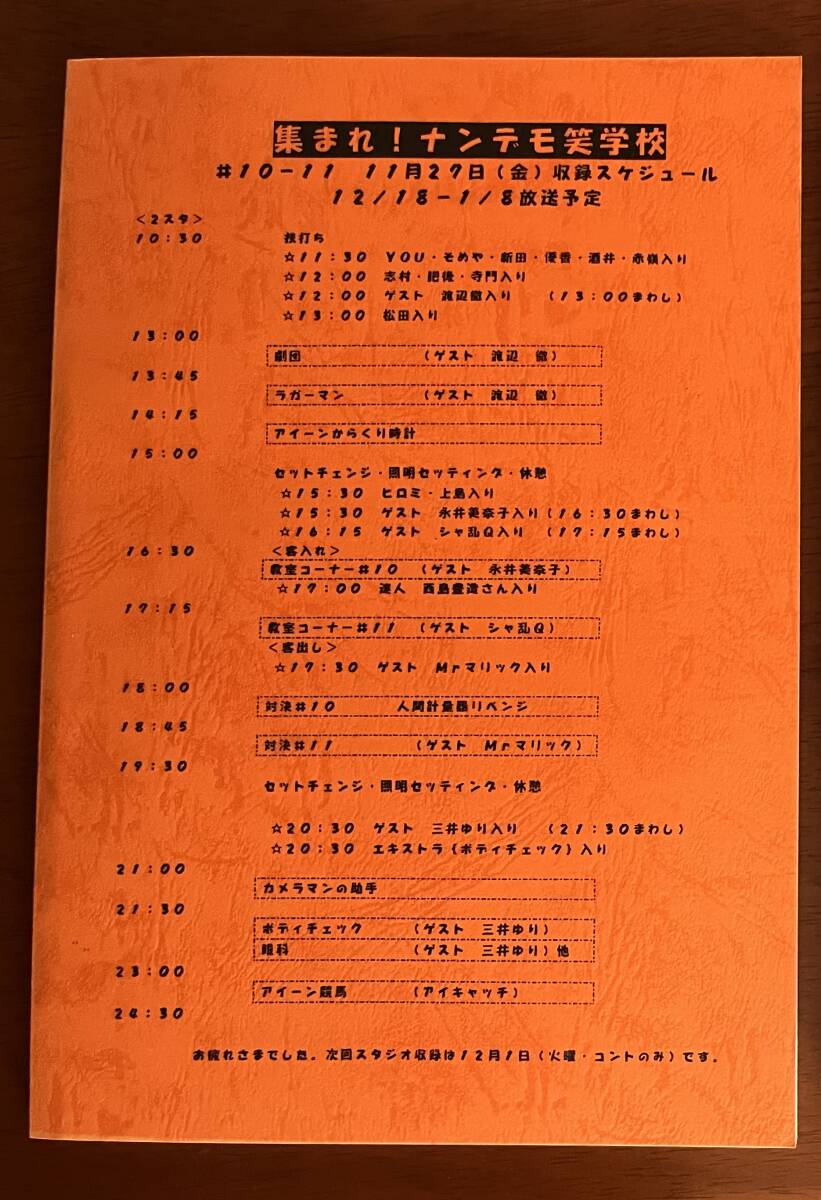 集まれ！ナンデモ笑学校
＃１０－１１　１１月２７日（金）収録スケジュール
１２／１８－１／８放送予定
＜２スタ＞
１０：３０　技打ち
☆１１：３０　ＹＯＵ・そめや・新田・優香・酒井・赤嶺入り
☆１２：００　志村・肥後・寺門入り
☆１２：００　ゲスト　渡辺徹入り　（１３：００まわし）
☆１３：００　松田入り
１３：００
劇団　（ゲスト　渡辺　徹）
１３：４５
ラガーマン　（ゲスト　渡辺　徹）
１４：１５
アイーンからくり時計
１５：００
セットチェンジ・照明セッティング・休憩
☆１５：３０　ヒロミ・上島入り
☆１５：３０　ゲスト　永井美奈子入り（１６：３０まわし）
☆１６：１５　ゲスト　シャ乱Ｑ入り　（１７：１５まわし）
１６：３０　＜客入れ＞
教室コーナー＃１０　（ゲスト　永井美奈子）
☆１７：００　達人　西島豊造さん入り
１７：１５
教室コーナー＃１１　（ゲスト　シャ乱Ｑ）
＜客出し＞
☆１７：３０　ゲスト　Ｍｒマリック入り
１８：００
対決＃１０　人間計量器リベンジ
１８：４５
対決＃１１　（ゲスト　Ｍｒマリック）
１９：３０
セットチェンジ・照明セッティング・休憩
☆２０：３０　ゲスト　三井ゆり入り　（２１：３０まわし）
☆２０：３０　エキストラ（ボディチェック）入り
２１：００
カメラマンの助手
２１：３０
ボディチェック　（ゲスト　三井ゆり）
眼科　（ゲスト　三井ゆり）他
２３：００
アイーン競馬　（アイキャッチ）
２４：３０
お疲れさまでした。次回スタジオ収録は１２月１日（火曜・コントのみ）です。